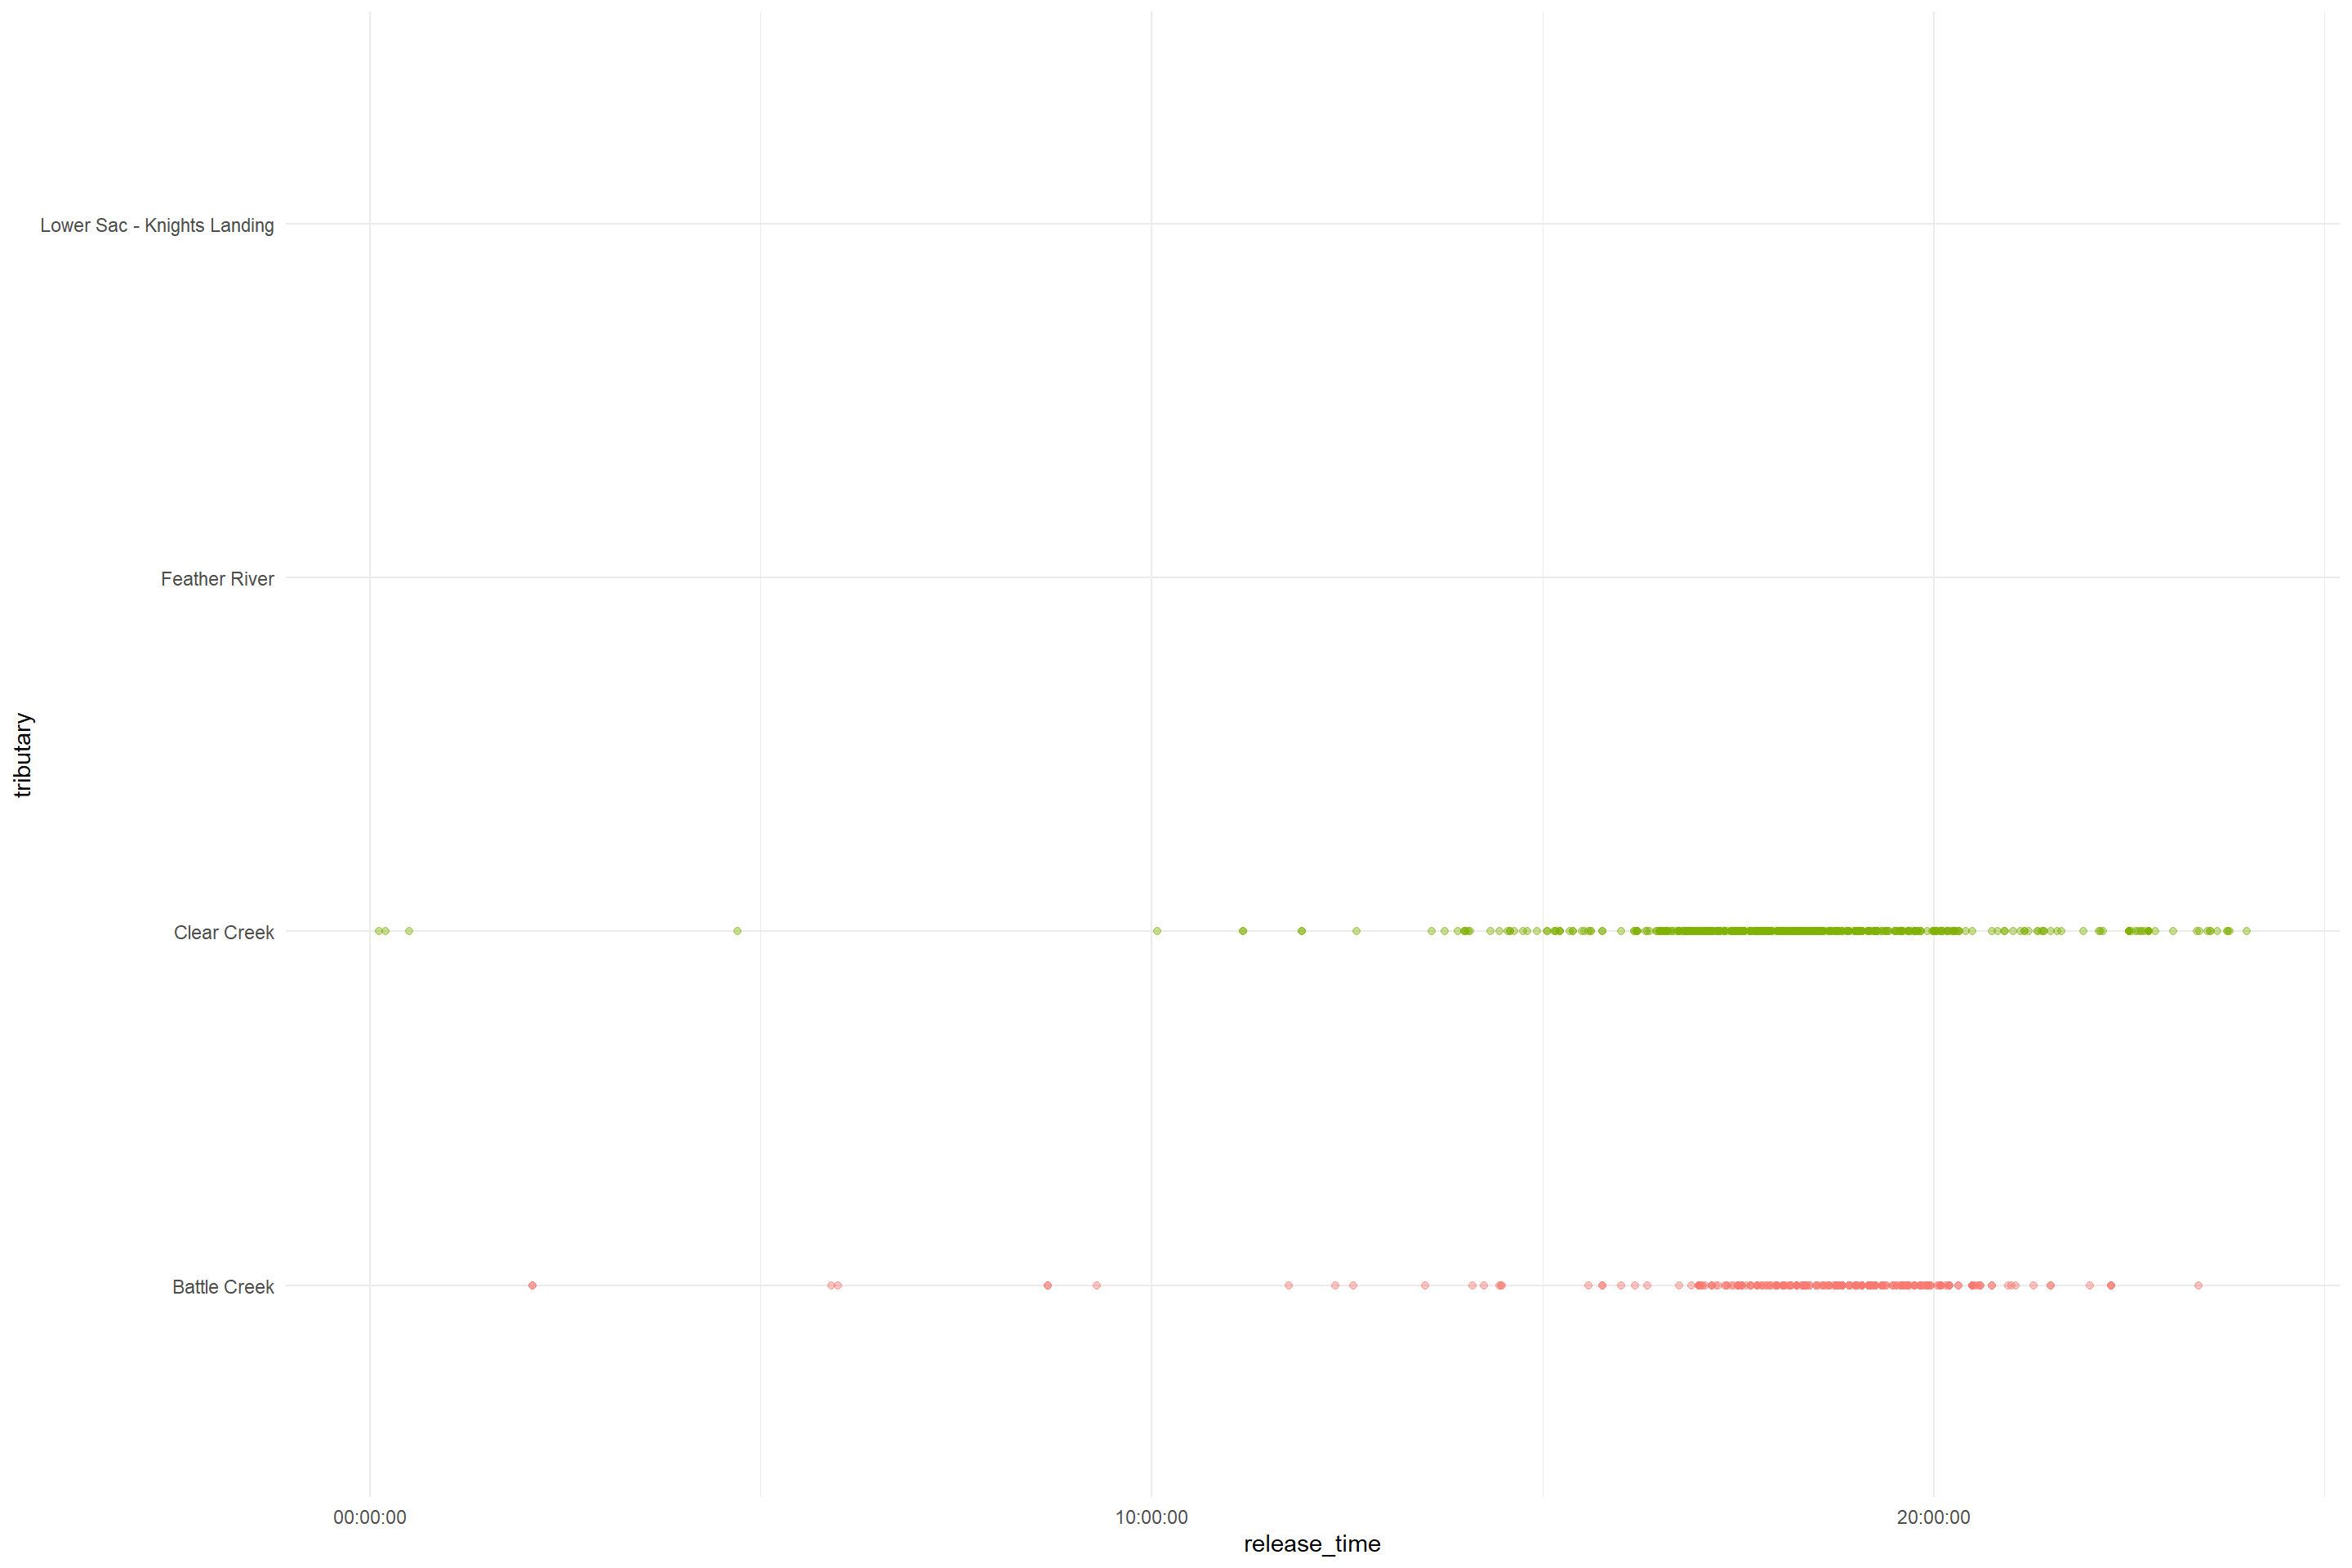 Lower Sac - Knights Landing
Feather River
tributary
Clear Creek
Battle Creek
00:00:00 10:00:00 20:00:00
release_time